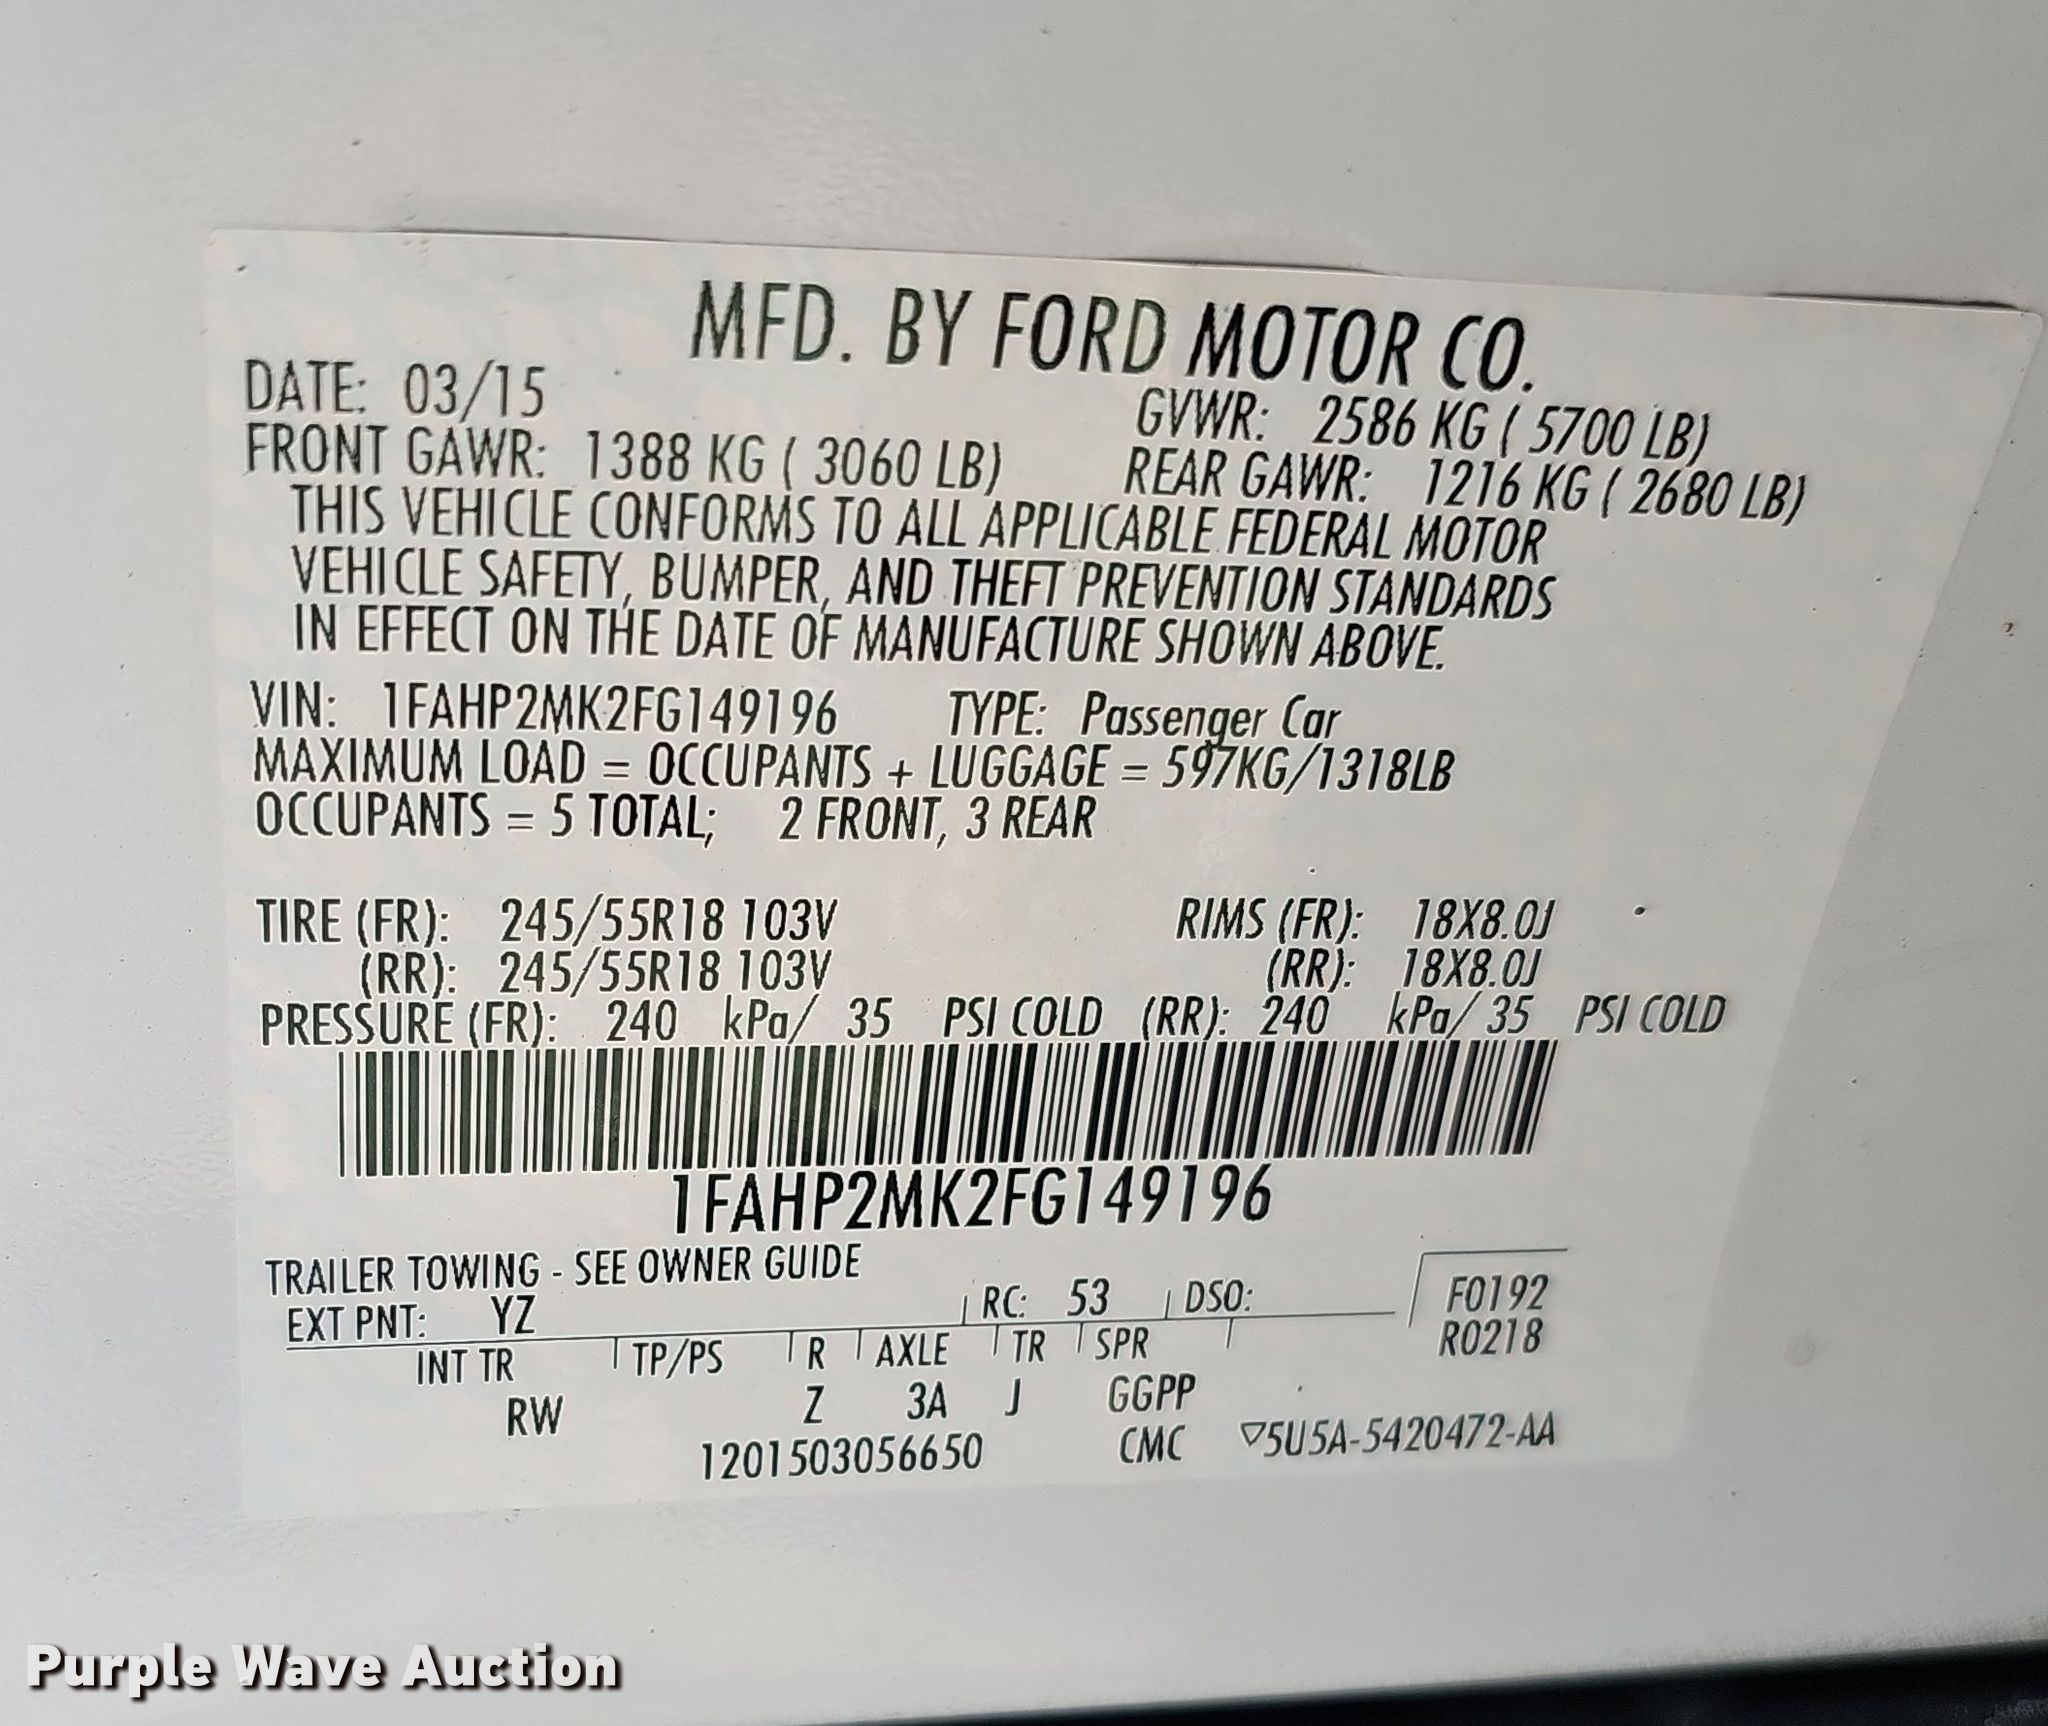 MFD. BY FORD MOTOR CO.
DATE: 03/15 GVWR: 2586 KG ( 5700 LB)
FRONT GAWR: 1388 KG ( 3060 LB) REAR GAWR: 1216 KG ( 2680 LB)
THIS VEHICLE CONFORMS TO ALL APPLICABLE FEDERAL MOTOR
VEHICLE SAFETY, BUMPER, AND THEFT PREVENTION STANDARDS
IN EFFECT ON THE DATE OF MANUFACTURE SHOWN ABOVE.
VIN: 1FAHP2MK2FG149196 TYPE: Passenger Car
MAXIMUM LOAD = OCCUPANTS + LUGGAGE = 597KG/1318LB
OCCUPANTS = 5 TOTAL; 2 FRONT, 3 REAR
TIRE (FR): 245/55R18 103V RIMS (FR): 18X8.0J
(RR): 245/55R18 103V (RR): 18X8.0J
PRESSURE (FR): 240 kPa/ 35 PSI COLD (RR): 240 kPa/ 35 PSI COLD
1FAHP2MK2FG149196
TRAILER TOWING - SEE OWNER GUIDE
EXT PNT: YZ RC: 53 DSO: F0192
INT TR TP/PS R AXLE TR SPR R0218
RW Z 3A J GGPP
1201503056650 CMC ▽5U5A-5420472-AA
Purple Wave Auction